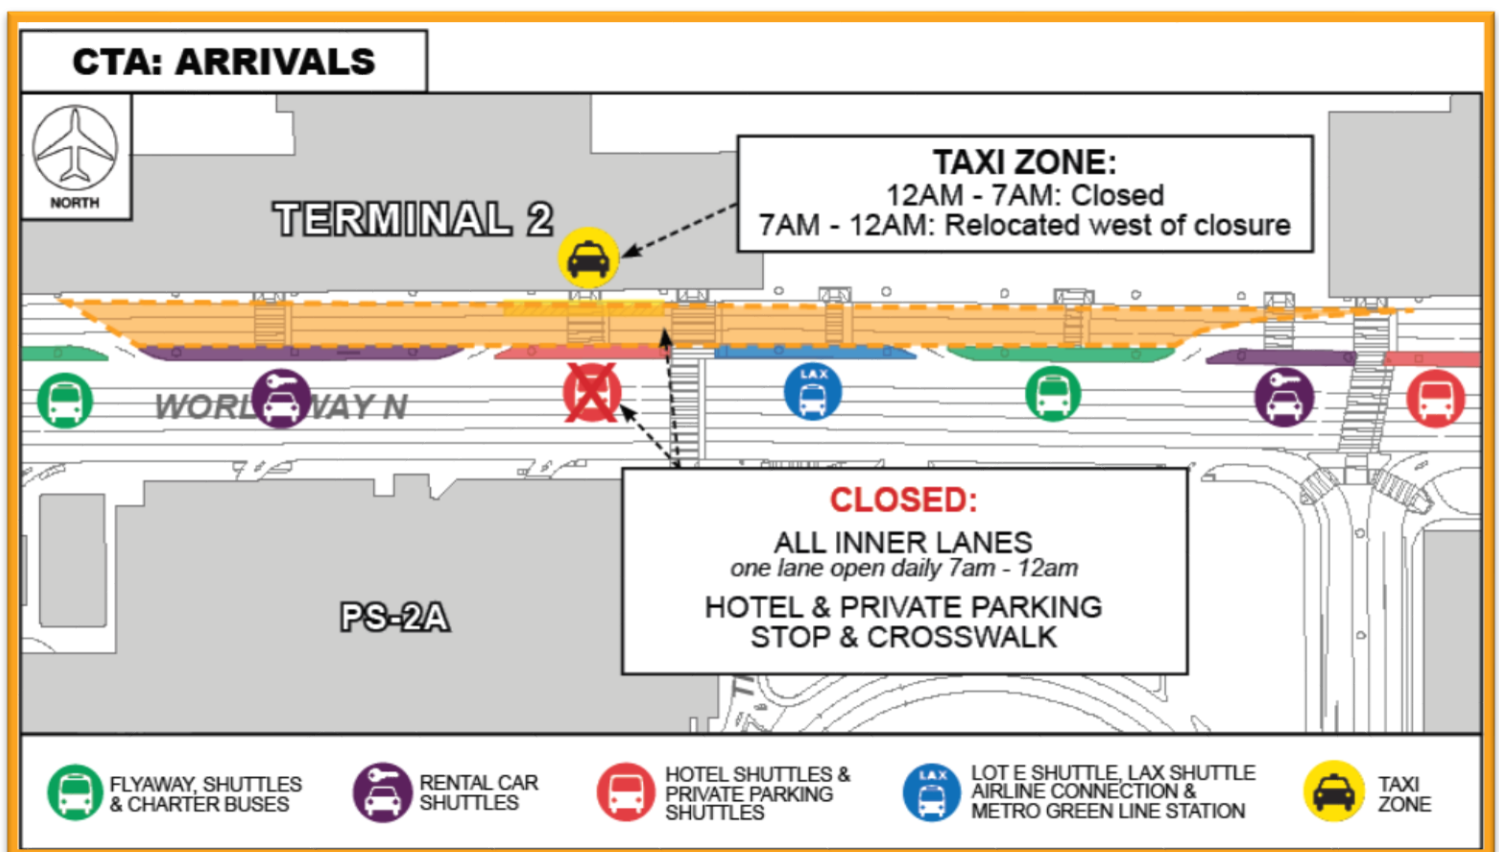 CTA: ARRIVALS
NORTH
TERMINAL 2
TAXI ZONE:
12AM - 7AM: Closed
7AM - 12AM: Relocated west of closure
LAX
WAY N
CLOSED:
ALL INNER LANES
one lane open daily 7am - 12am
HOTEL & PRIVATE PARKING
STOP & CROSSWALK
PS-2A
FLYAWAY, SHUTTLES
& CHARTER BUSES
RENTAL CAR
SHUTTLES
HOTEL SHUTTLES &
PRIVATE PARKING
SHUTTLES
LAX
LOT E SHUTTLE, LAX SHUTTLE
AIRLINE CONNECTION &
METRO GREEN LINE STATION
TAXI
ZONE